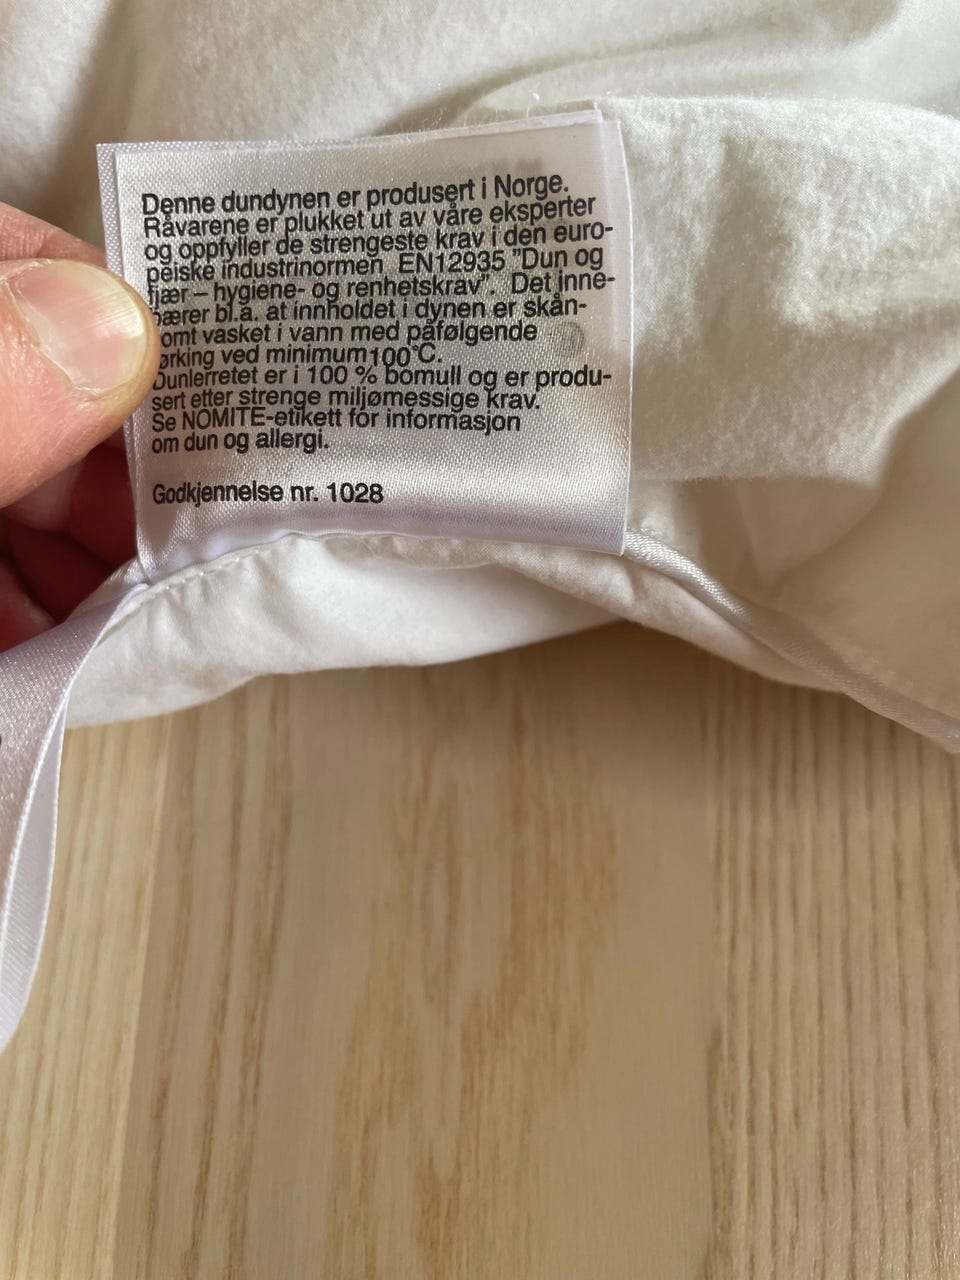 Denne dundynen er produsert i Norge.
Råvarene er plukket ut av våre eksperter
og oppfyller de strengeste krav i den euro-
peiske industrinormen EN12935 "Dun og
fjær – hygiene- og renhetskrav". Det inne-
bærer bl.a. at innholdet i dynen er skån-
somt vasket i vann med påfølgende
tørking ved minimum 100°C.
Dunlerretet er i 100 % bomull og er produ-
sert etter strenge miljømessige krav.
Se NOMITE-etikett for informasjon
om dun og allergi.
Godkjennelse nr. 1028